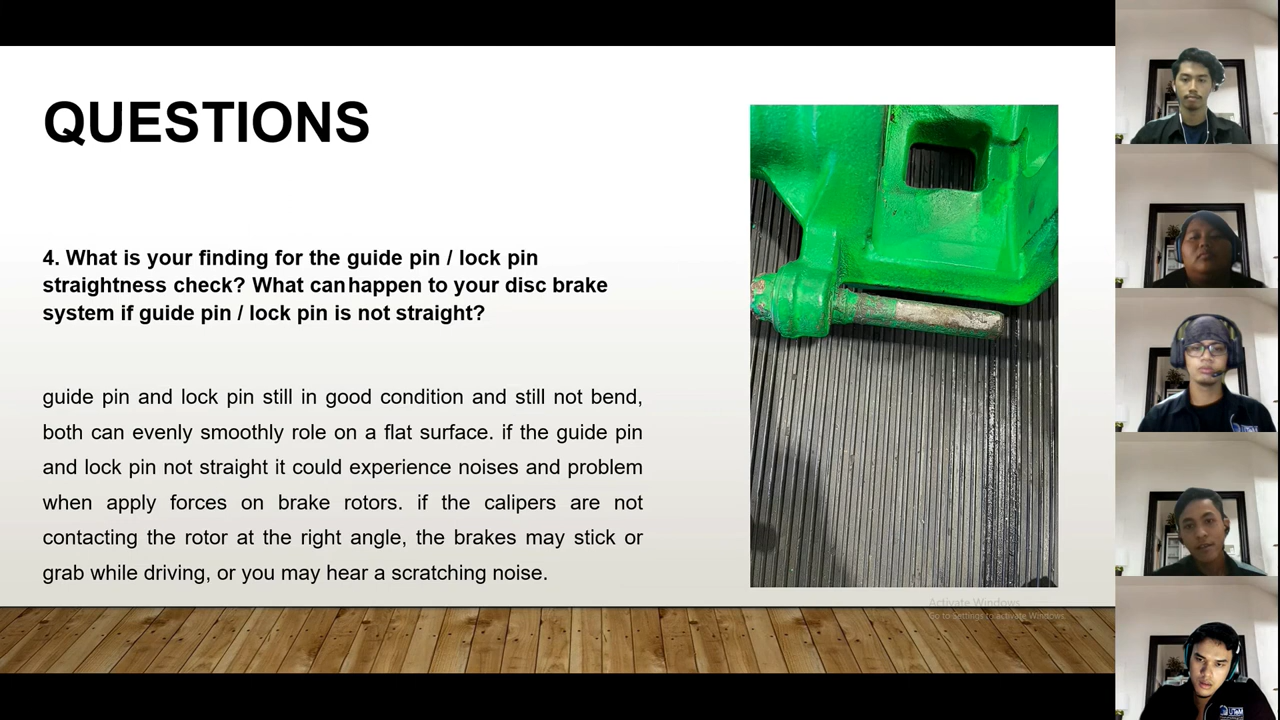 QUESTIONS
4. What is your finding for the guide pin / lock pin
straightness check? What can happen to your disc brake
system if guide pin / lock pin is not straight?
guide pin and lock pin still in good condition and still not bend,
both can evenly smoothly role on a flat surface. if the guide pin
and lock pin not straight it could experience noises and problem
when apply forces on brake rotors. if the calipers are not
contacting the rotor at the right angle, the brakes may stick or
grab while driving, or you may hear a scratching noise.
Activate Windows
Go to Settings to activate Windows.